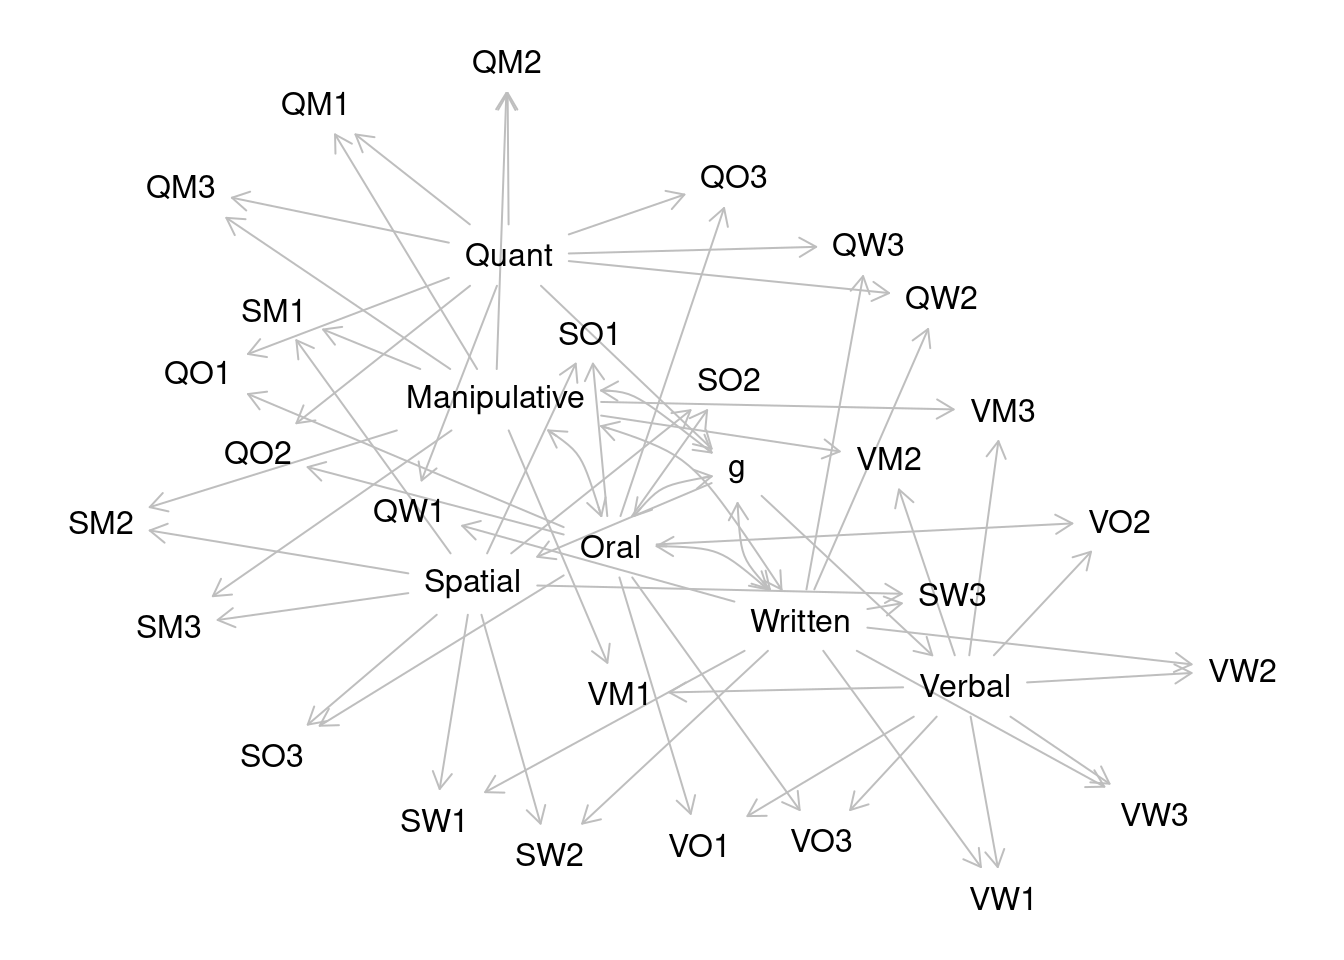 QM2
QM1
QO3
QM3
QW3
Quant
QW2
SM1
SO1
QO1
SO2
Manipulative
VM3
QO2
VM2
g
QW1
SM2
VO2
Oral
Spatial
SW3
Written
SM3
VW2
Verbal
VM1
SO3
VW3
SW1
VO3
VO1
SW2
VW1